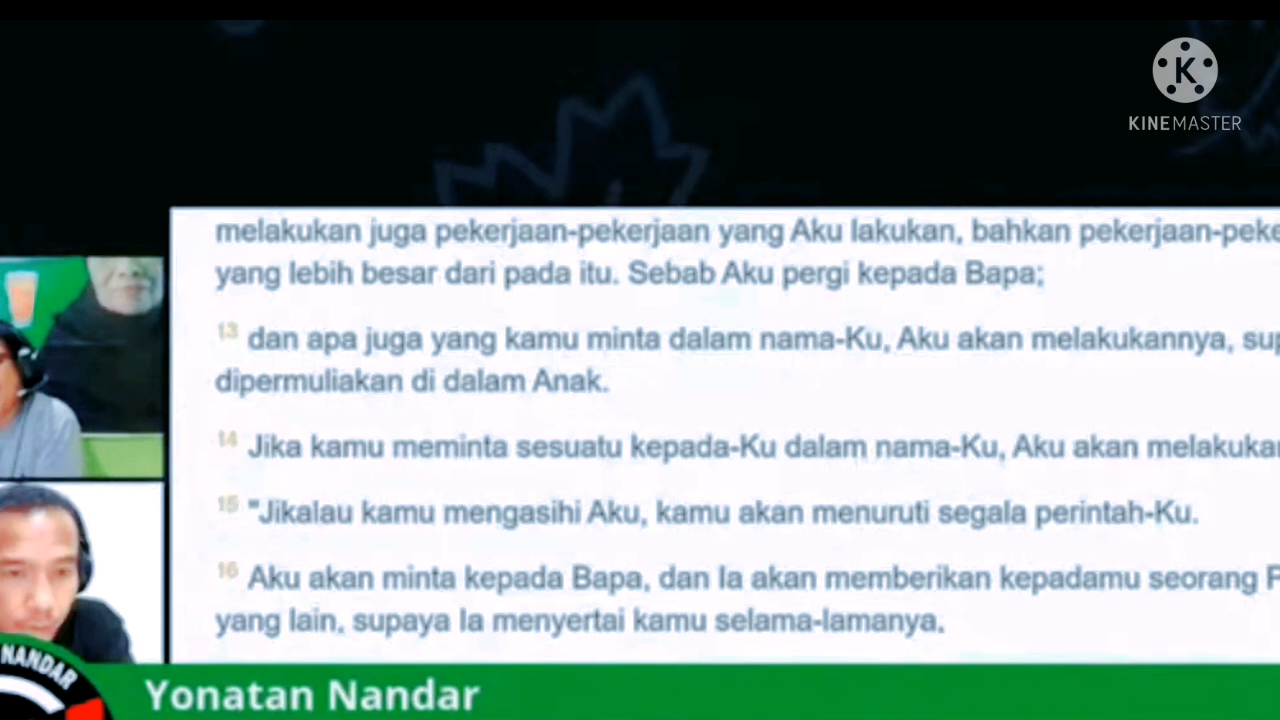 K
KINEMASTER
melakukan juga pekerjaan-pekerjaan yang Aku lakukan, bahkan
yang lebih besar dari pada itu. Sebab Aku pergi kepada Bapa;
13 dan apa juga yang kamu minta dalam nama-Ku, Aku akan melakukannya,
dipermuliakan di dalam Anak.
14 Jika kamu meminta sesuatu kepada-Ku dalam nama-Ku, Aku akan
15 "Jikalau kamu mengasihi Aku, kamu akan menuruti segala perintah-Ku.
16 Aku akan minta kepada Bapa, dan Ia akan memberikan kepadamu seorang
yang lain, supaya Ia menyertai kamu selama-lamanya,
NANDAR
Yonatan Nandar